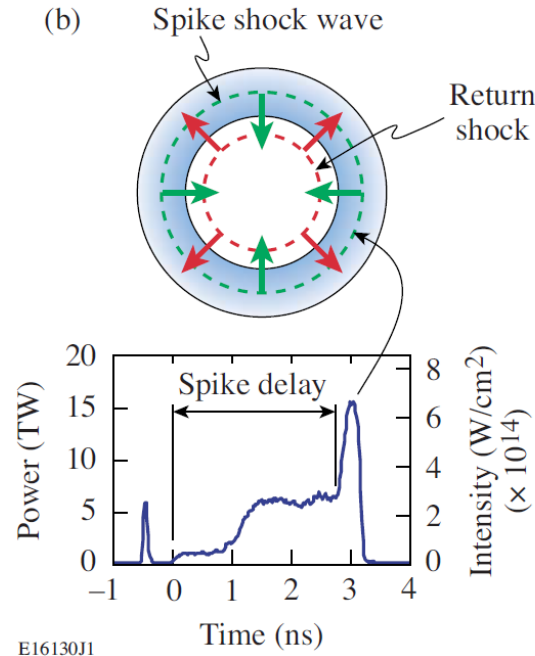 (b)
Spike shock wave
Return
shock
Spike delay
Power (TW)
20
15
10
5
0
Intensity (W/cm²)
(× 10¹⁴)
8
6
4
2
0
–1 0 1 2 3 4
Time (ns)
E16130J1